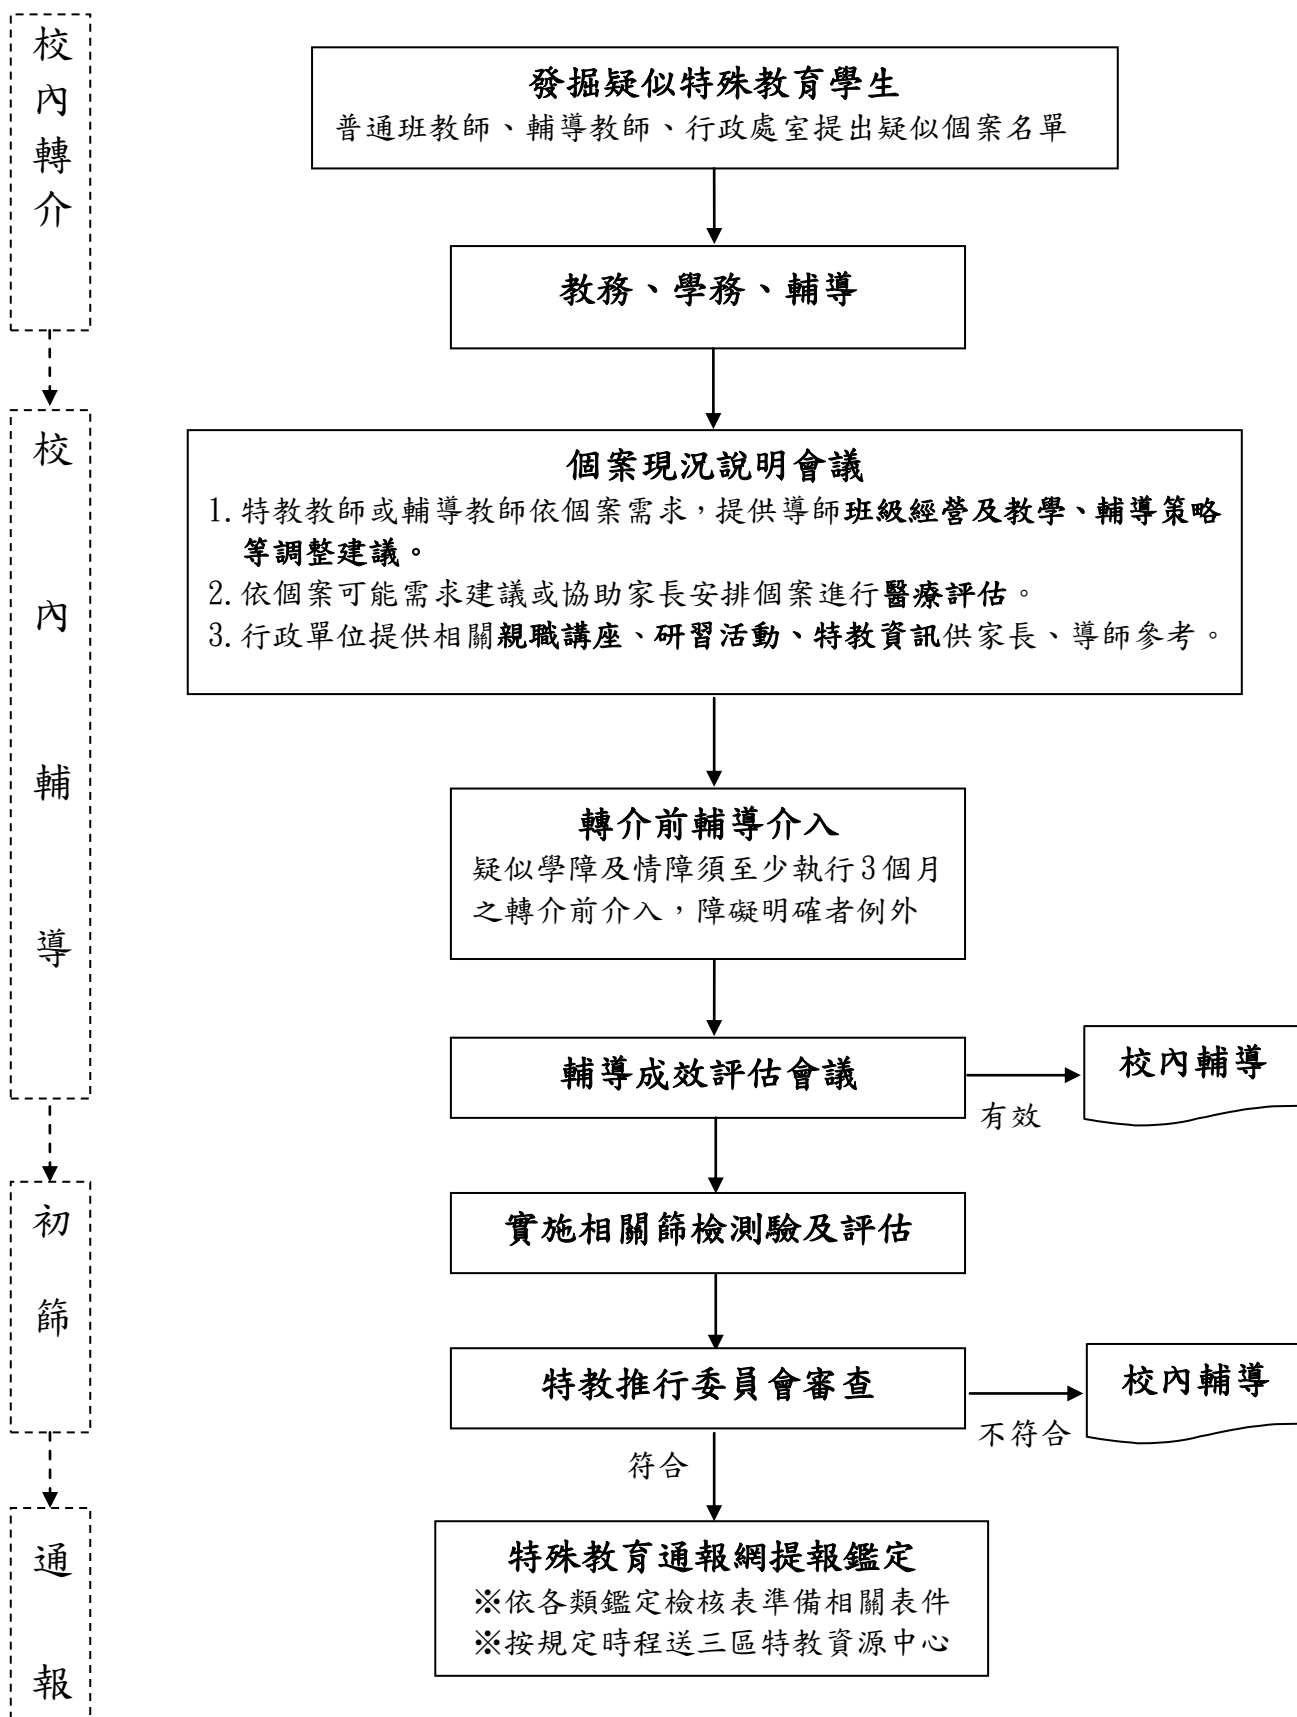 校內轉介
發掘疑似特殊教育學生
普通班教師、輔導教師、行政處室提出疑似個案名單
教務、學務、輔導
校內輔導
個案現況說明會議
1.特教教師或輔導教師依個案需求，提供導師班級經營及教學、輔導策略
等調整建議。
2.依個案可能需求建議或協助家長安排個案進行醫療評估。
3.行政單位提供相關親職講座、研習活動、特教資訊供家長、導師參考。
轉介前輔導介入
疑似學障及情障須至少執行3個月
之轉介前介入，障礙明確者例外
輔導成效評估會議
有效
校內輔導
初篩
實施相關篩檢測驗及評估
特教推行委員會審查
不符合
校內輔導
符合
通報
特殊教育通報網提報鑑定
※依各類鑑定檢核表準備相關表件
※按規定時程送三區特教資源中心